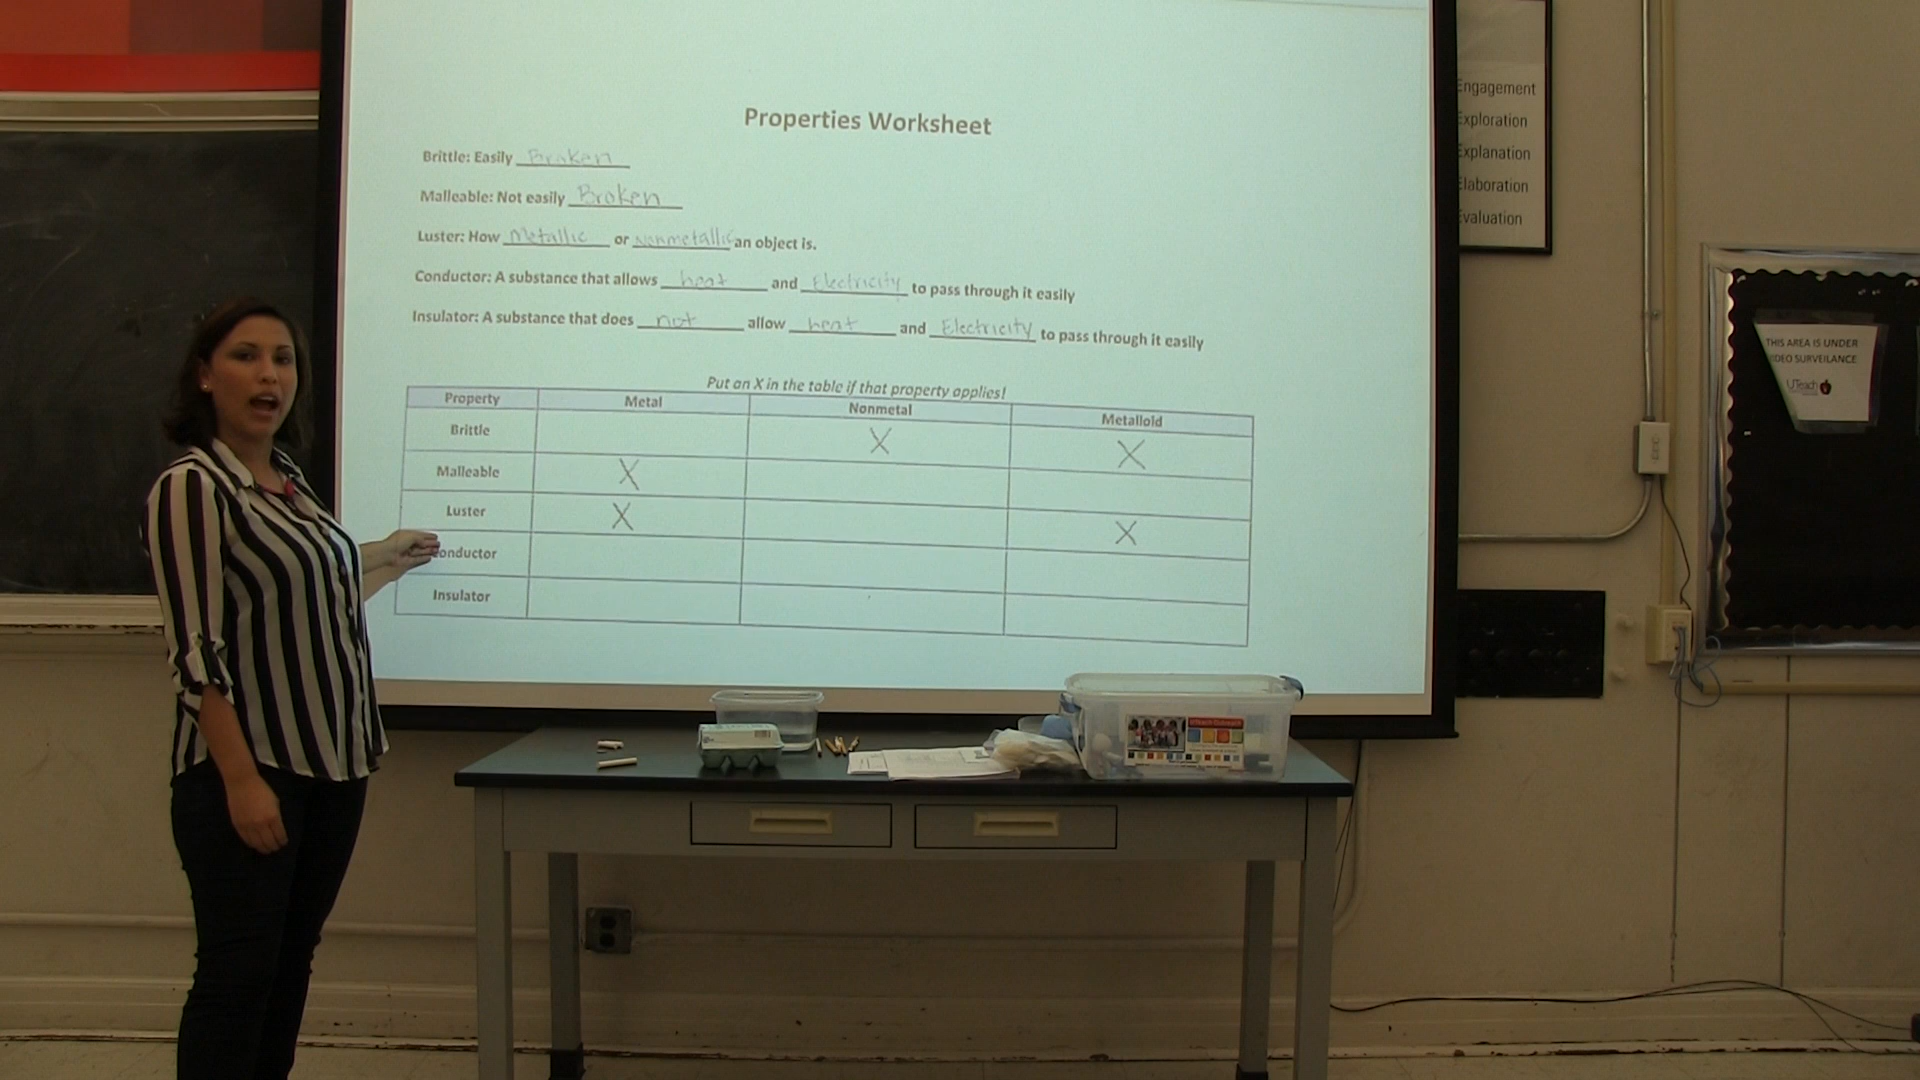 Properties Worksheet
Brittle: Easily Broken
Malleable: Not easily Broken
Luster: How Metallic or Nonmetallic an object is.
Conductor: A substance that allows heat and Electricity to pass through it easily
Insulator: A substance that does not allow heat and Electricity to pass through it easily
Put an X in the table if that property applies!
Property Metal Nonmetal Metalloid
Brittle X X
Malleable X
Luster X X
Conductor
Insulator
Engagement
Exploration
Explanation
Elaboration
Evaluation
THIS AREA IS UNDER
VIDEO SURVEILANCE
UTeach